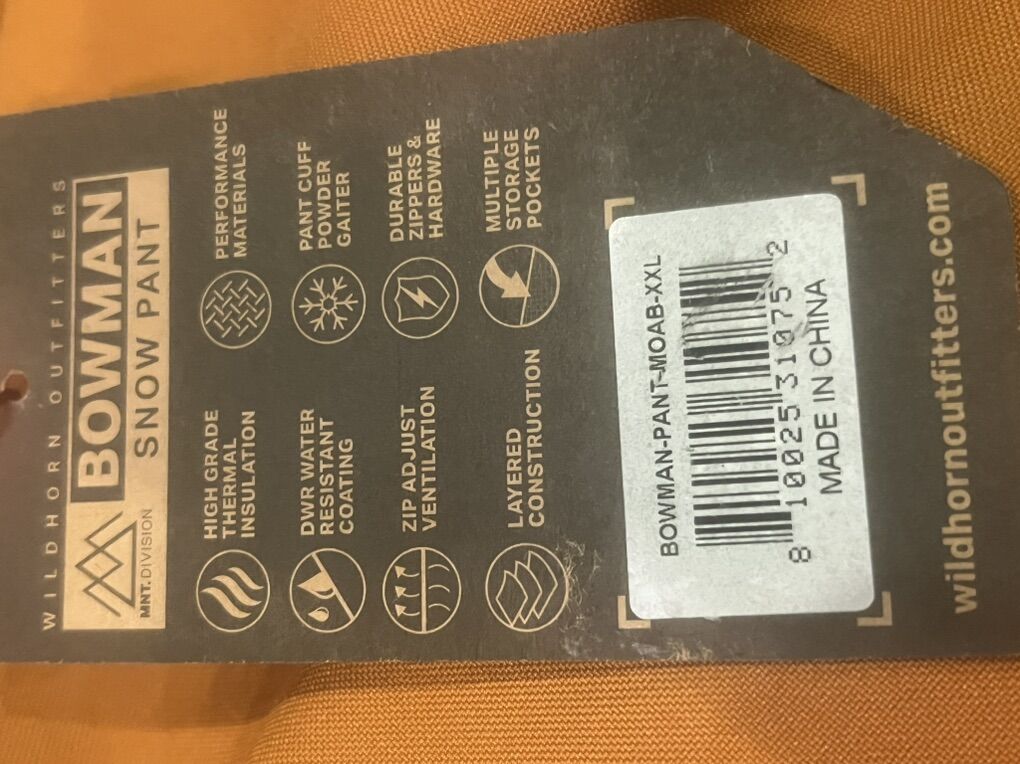 WILDHORN OUTFITTERS
BOWMAN
SNOW PANT
MNT.DIVISION
HIGH GRADE
THERMAL
INSULATION
PERFORMANCE
MATERIALS
DWR WATER
RESISTANT
COATING
PANT CUFF
POWDER
GAITER
ZIP ADJUST
VENTILATION
DURABLE
ZIPPERS &
HARDWARE
LAYERED
CONSTRUCTION
MULTIPLE
STORAGE
POCKETS
BOWMAN-PANT-MOAB-XXL
8 10025 31075 2
MADE IN CHINA
wildhornoutfitters.com